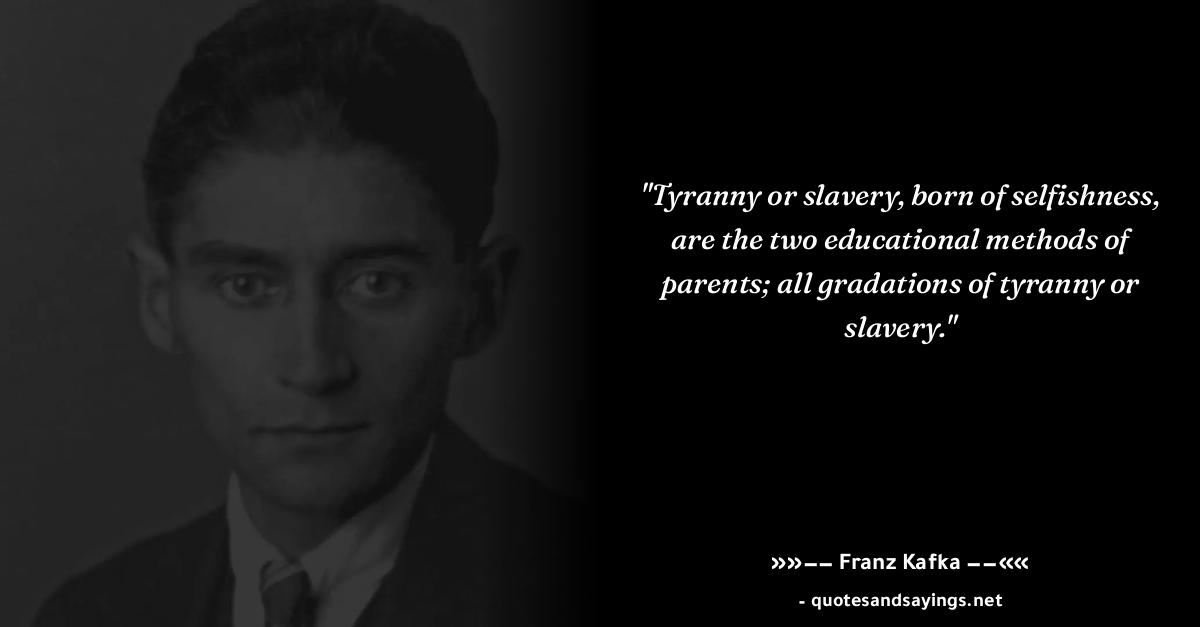 "Tyranny or slavery, born of selfishness,
are the two educational methods of
parents; all gradations of tyranny or
slavery."
»»−− Franz Kafka −−««
- quotesandsayings.net